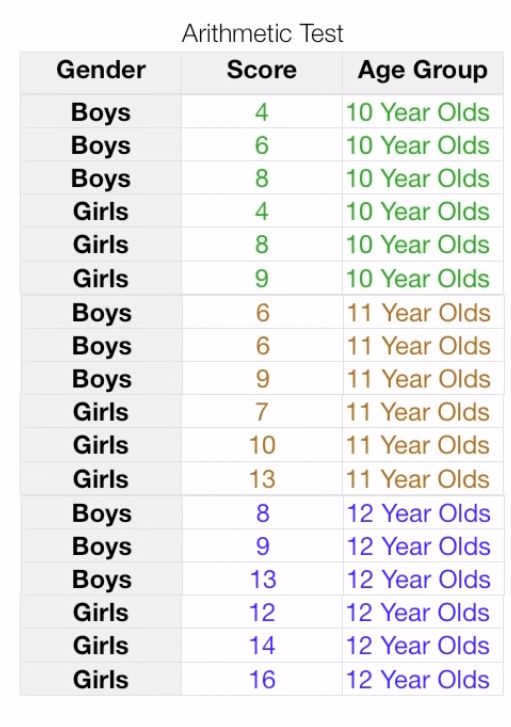 Arithmetic Test
Gender Score Age Group
Boys 4 10 Year Olds
Boys 6 10 Year Olds
Boys 8 10 Year Olds
Girls 4 10 Year Olds
Girls 8 10 Year Olds
Girls 9 10 Year Olds
Boys 6 11 Year Olds
Boys 6 11 Year Olds
Boys 9 11 Year Olds
Girls 7 11 Year Olds
Girls 10 11 Year Olds
Girls 13 11 Year Olds
Boys 8 12 Year Olds
Boys 9 12 Year Olds
Boys 13 12 Year Olds
Girls 12 12 Year Olds
Girls 14 12 Year Olds
Girls 16 12 Year Olds